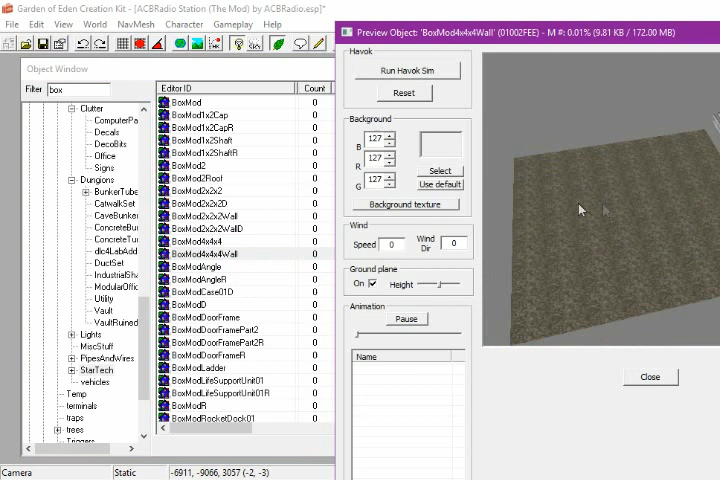 Garden of Eden Creation Kit - [ACBRadio Station (The Mod) by ACBRadio.esp]*
File Edit View World NavMesh Character Gameplay Help
Preview Object: 'BoxMod4x4x4Wall' (01002FEE) - M #: 0.01% (9.81 KB / 172.00 MB)
Object Window
Filter box
Clutter
ComputerPa
Decals
DecoBits
Office
Signs
Dungions
BunkerTube
CatwalkSet
CaveBunker
ConcreteBu
ConcreteTu
dlc4LabAdd
DuctSet
IndustrialSha
ModularOffic
Utility
Vault
VaultRuined
Lights
MiscStuff
PipesAndWires
StarTech
vehicles
Temp
terminals
traps
trees
Triggers
Editor ID Count
BoxMod 0
BoxMod1x2Cap 0
BoxMod1x2CapR 0
BoxMod1x2Shaft 0
BoxMod1x2ShaftR 0
BoxMod2 0
BoxMod2Roof 0
BoxMod2x2x2 0
BoxMod2x2x2D 0
BoxMod2x2x2Wall 0
BoxMod2x2x2WallD 0
BoxMod4x4x4 0
BoxMod4x4x4Wall 0
BoxModAngle 0
BoxModAngleR 0
BoxModCase01D 0
BoxModD 0
BoxModDoorFrame 0
BoxModDoorFramePart2 0
BoxModDoorFramePart2R 0
BoxModDoorFrameR 0
BoxModLadder 0
BoxModLifeSupportUnit01 0
BoxModLifeSupportUnit01R 0
BoxModR 0
BoxModRocketDock01 0
Havok
Run Havok Sim
Reset
Background
B 127
R 127
G 127
Select
Use default
Background texture
Wind
Speed 0 Wind Dir 0
Ground plane
On Height
Animation
Pause
Name
Close
Camera Static -6911, -9066, 3057 (-2, -3)